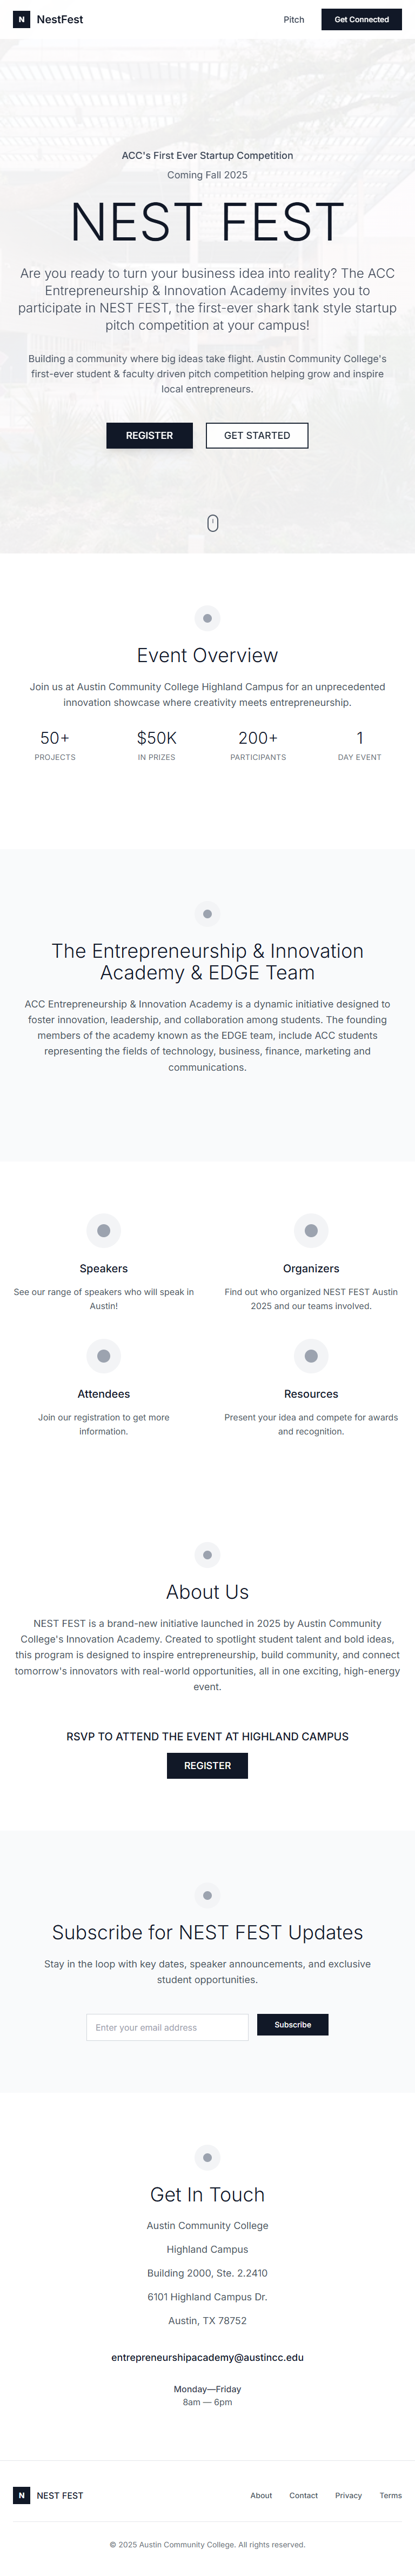 N NestFest
Pitch
Get Connected
ACC's First Ever Startup Competition
Coming Fall 2025
NEST FEST
Are you ready to turn your business idea into reality? The ACC
Entrepreneurship & Innovation Academy invites you to
participate in NEST FEST, the first-ever shark tank style startup
pitch competition at your campus!
Building a community where big ideas take flight. Austin Community College's
first-ever student & faculty driven pitch competition helping grow and inspire
local entrepreneurs.
REGISTER
GET STARTED
Event Overview
Join us at Austin Community College Highland Campus for an unprecedented
innovation showcase where creativity meets entrepreneurship.
50+
PROJECTS
$50K
IN PRIZES
200+
PARTICIPANTS
1
DAY EVENT
The Entrepreneurship & Innovation
Academy & EDGE Team
ACC Entrepreneurship & Innovation Academy is a dynamic initiative designed to
foster innovation, leadership, and collaboration among students. The founding
members of the academy known as the EDGE team, include ACC students
representing the fields of technology, business, finance, marketing and
communications.
Speakers
See our range of speakers who will speak in
Austin!
Organizers
Find out who organized NEST FEST Austin
2025 and our teams involved.
Attendees
Join our registration to get more
information.
Resources
Present your idea and compete for awards
and recognition.
About Us
NEST FEST is a brand-new initiative launched in 2025 by Austin Community
College's Innovation Academy. Created to spotlight student talent and bold ideas,
this program is designed to inspire entrepreneurship, build community, and connect
tomorrow's innovators with real-world opportunities, all in one exciting, high-energy
event.
RSVP TO ATTEND THE EVENT AT HIGHLAND CAMPUS
REGISTER
Subscribe for NEST FEST Updates
Stay in the loop with key dates, speaker announcements, and exclusive
student opportunities.
Enter your email address
Subscribe
Get In Touch
Austin Community College
Highland Campus
Building 2000, Ste. 2.2410
6101 Highland Campus Dr.
Austin, TX 78752
entrepreneurshipacademy@austincc.edu
Monday—Friday
8am — 6pm
N NEST FEST
About
Contact
Privacy
Terms
© 2025 Austin Community College. All rights reserved.